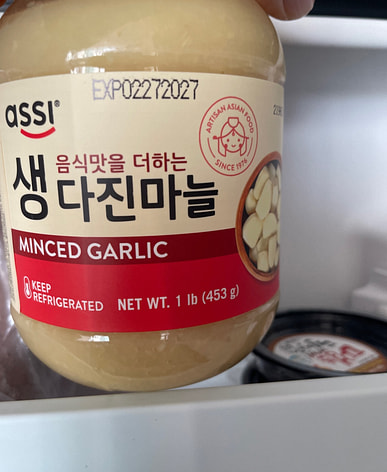 EXP02272027
assi®
ARTISAN ASIAN FOOD
SINCE 1976
음식맛을 더하는
생 다진마늘
MINCED GARLIC
KEEP
REFRIGERATED
NET WT. 1 lb (453 g)